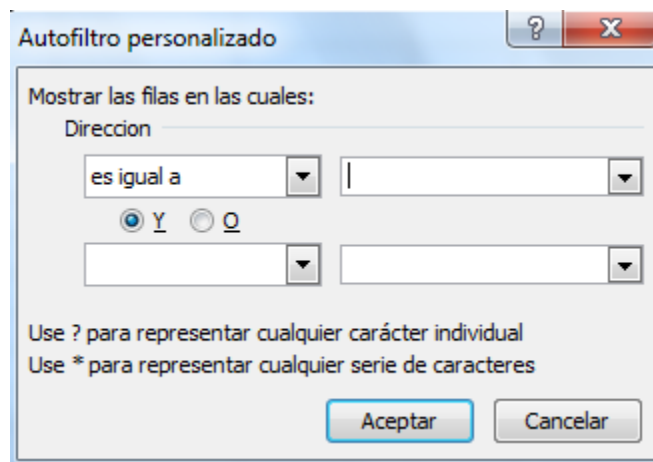 Autofiltro personalizado ? X
Mostrar las filas en las cuales:
Direccion
es igual a
Y O
Use ? para representar cualquier carácter individual
Use * para representar cualquier serie de caracteres
Aceptar Cancelar